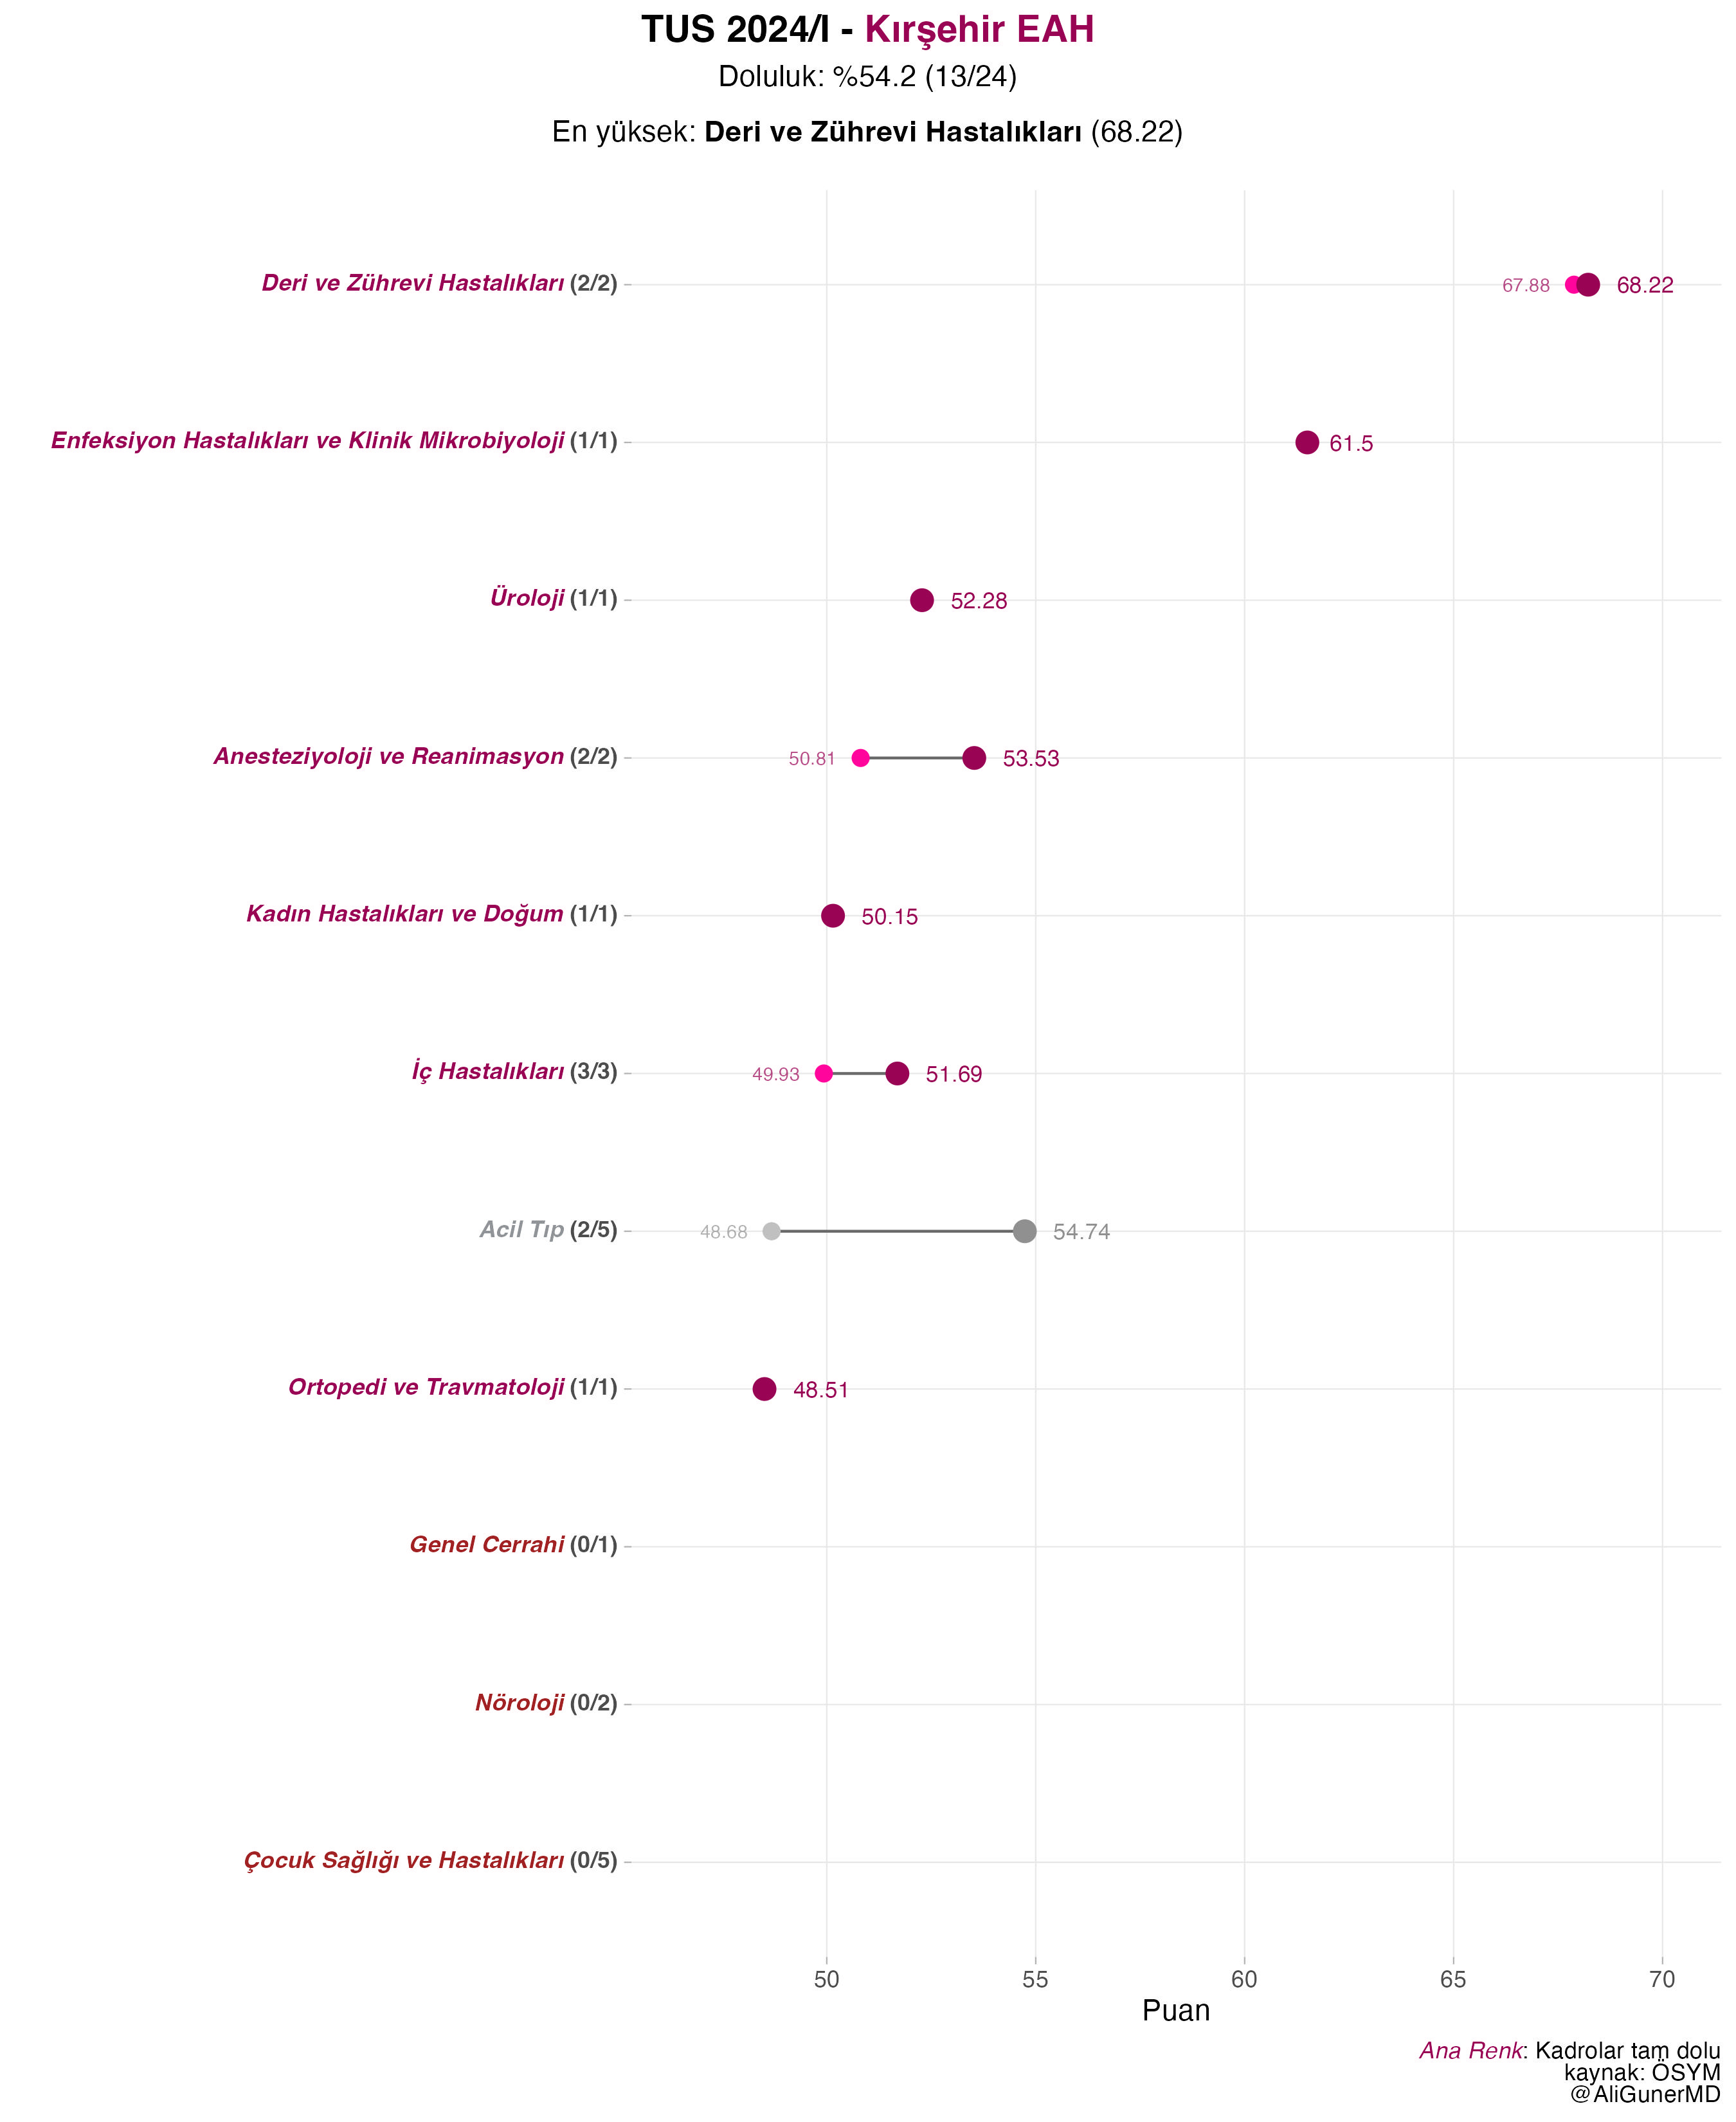 TUS 2024/I - Kırşehir EAH
Doluluk: %54.2 (13/24)
En yüksek: Deri ve Zührevi Hastalıkları (68.22)
Deri ve Zührevi Hastalıkları (2/2) 67.88 68.22
Enfeksiyon Hastalıkları ve Klinik Mikrobiyoloji (1/1) 61.5
Üroloji (1/1) 52.28
Anesteziyoloji ve Reanimasyon (2/2) 50.81 53.53
Kadın Hastalıkları ve Doğum (1/1) 50.15
İç Hastalıkları (3/3) 49.93 51.69
Acil Tıp (2/5) 48.68 54.74
Ortopedi ve Travmatoloji (1/1) 48.51
Genel Cerrahi (0/1)
Nöroloji (0/2)
Çocuk Sağlığı ve Hastalıkları (0/5)
50 55 60 65 70
Puan
Ana Renk: Kadrolar tam dolu
kaynak: ÖSYM
@AliGunerMD